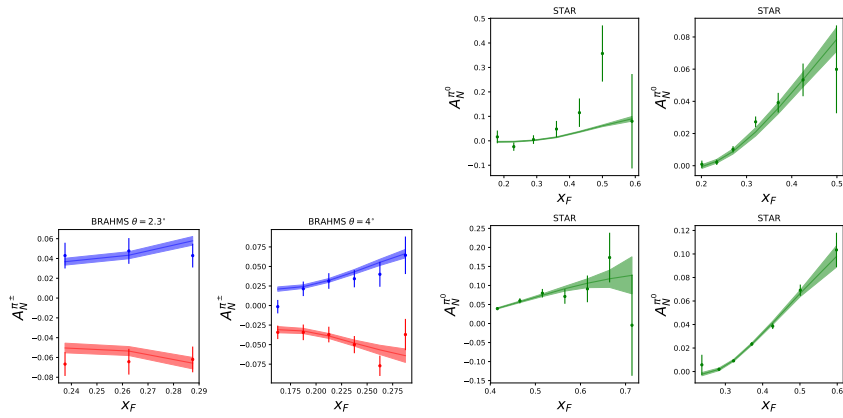 STAR
STAR
0.5
0.4
0.3
0.2
0.1
0.0
−0.1
A_N^{π^0}
0.2 0.3 0.4 0.5 0.6
x_F
0.08
0.06
0.04
0.02
0.00
A_N^{π^0}
0.2 0.3 0.4 0.5
x_F
BRAHMS θ = 2.3∘
BRAHMS θ = 4∘
STAR
STAR
0.06
0.04
0.02
0.00
−0.02
−0.04
−0.06
−0.08
A_N^{π^±}
0.24 0.25 0.26 0.27 0.28 0.29
x_F
0.075
0.050
0.025
0.000
−0.025
−0.050
−0.075
A_N^{π^±}
0.175 0.200 0.225 0.250 0.275
x_F
0.25
0.20
0.15
0.10
0.05
0.00
−0.05
−0.10
−0.15
A_N^{π^0}
0.4 0.5 0.6 0.7
x_F
0.12
0.10
0.08
0.06
0.04
0.02
0.00
A_N^{π^0}
0.3 0.4 0.5 0.6
x_F